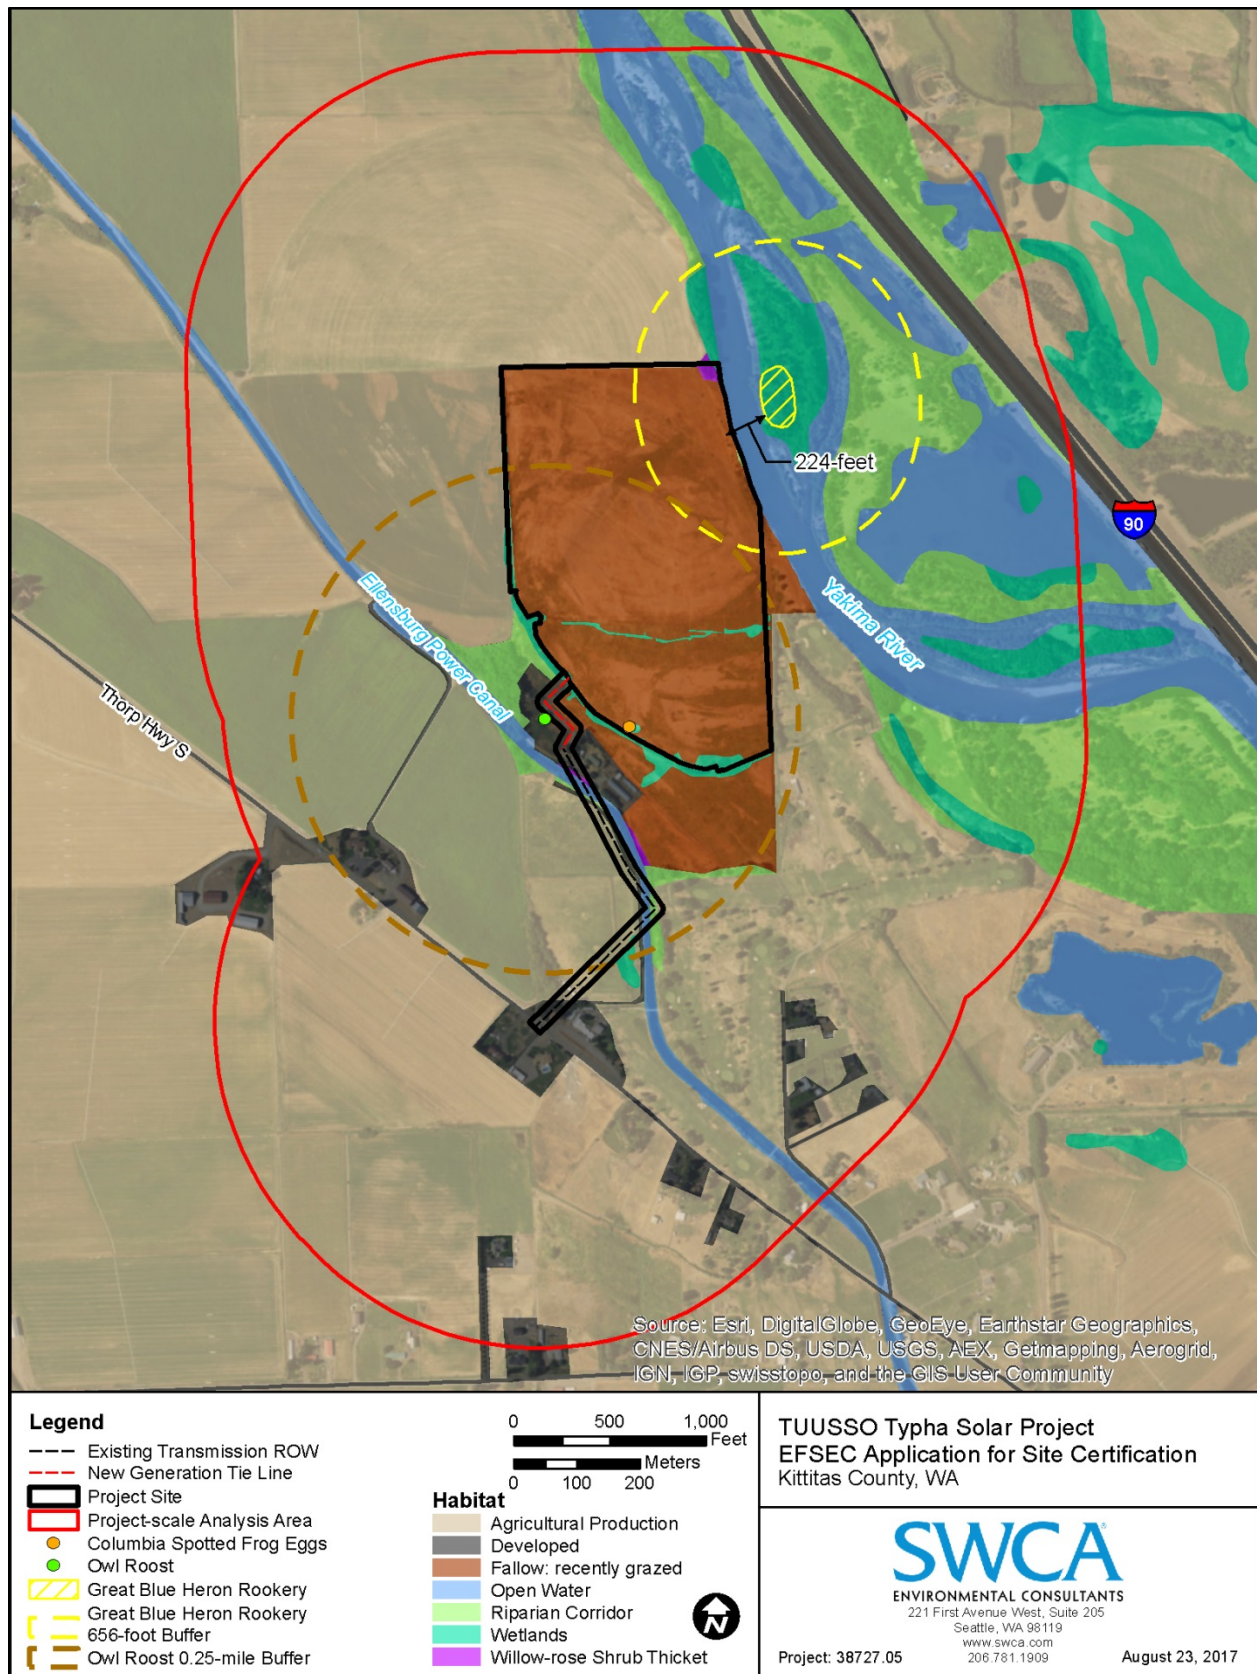 90
224-feet
Ellensburg Power Canal
Yakima River
Thorp Hwy S
Source: Esri, DigitalGlobe, GeoEye, Earthstar Geographics,
CNES/Airbus DS, USDA, USGS, AEX, Getmapping, Aerogrid,
IGN, IGP, swisstopo, and the GIS User Community
Legend
Existing Transmission ROW
New Generation Tie Line
Project Site
Project-scale Analysis Area
Columbia Spotted Frog Eggs
Owl Roost
Great Blue Heron Rookery
Great Blue Heron Rookery
656-foot Buffer
Owl Roost 0.25-mile Buffer
0 500 1,000
Feet
Meters
0 100 200
Habitat
Agricultural Production
Developed
Fallow: recently grazed
Open Water
Riparian Corridor
Wetlands
Willow-rose Shrub Thicket
N
TUUSSO Typha Solar Project
EFSEC Application for Site Certification
Kittitas County, WA
SWCA
ENVIRONMENTAL CONSULTANTS
221 First Avenue West, Suite 205
Seattle, WA 98119
www.swca.com
206.781.1909
Project: 38727.05
August 23, 2017